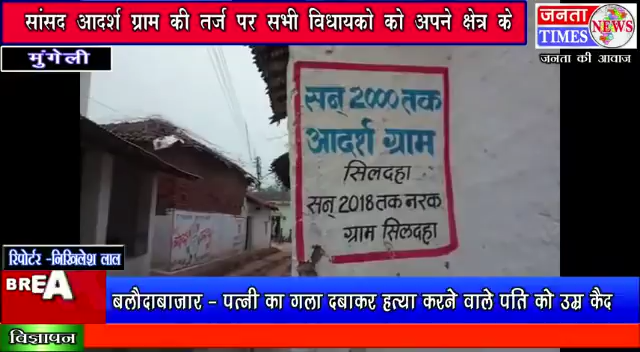 सांसद आदर्श ग्राम की तर्ज पर सभी विधायको को अपने क्षेत्र के
जनता
TIMES NEWS
जनता की आवाज
मुंगेली
सन् 2000 तक
आदर्श ग्राम
सिलदहा
सन् 2018 तक नरक
ग्राम सिलदहा
रिपोर्टर -निखिलेश लाल
BREA
बलौदाबाजार - पत्नी का गला दबाकर हत्या करने वाले पति को उम्र कैद
विज्ञापन